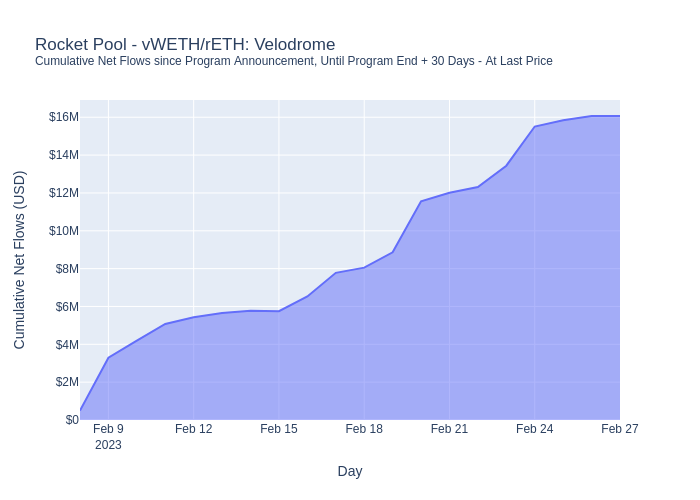 Rocket Pool - vWETH/rETH: Velodrome
Cumulative Net Flows since Program Announcement, Until Program End + 30 Days - At Last Price
$16M
$14M
$12M
$10M
$8M
$6M
$4M
$2M
$0
Cumulative Net Flows (USD)
Feb 9
2023
Feb 12
Feb 15
Feb 18
Feb 21
Feb 24
Feb 27
Day